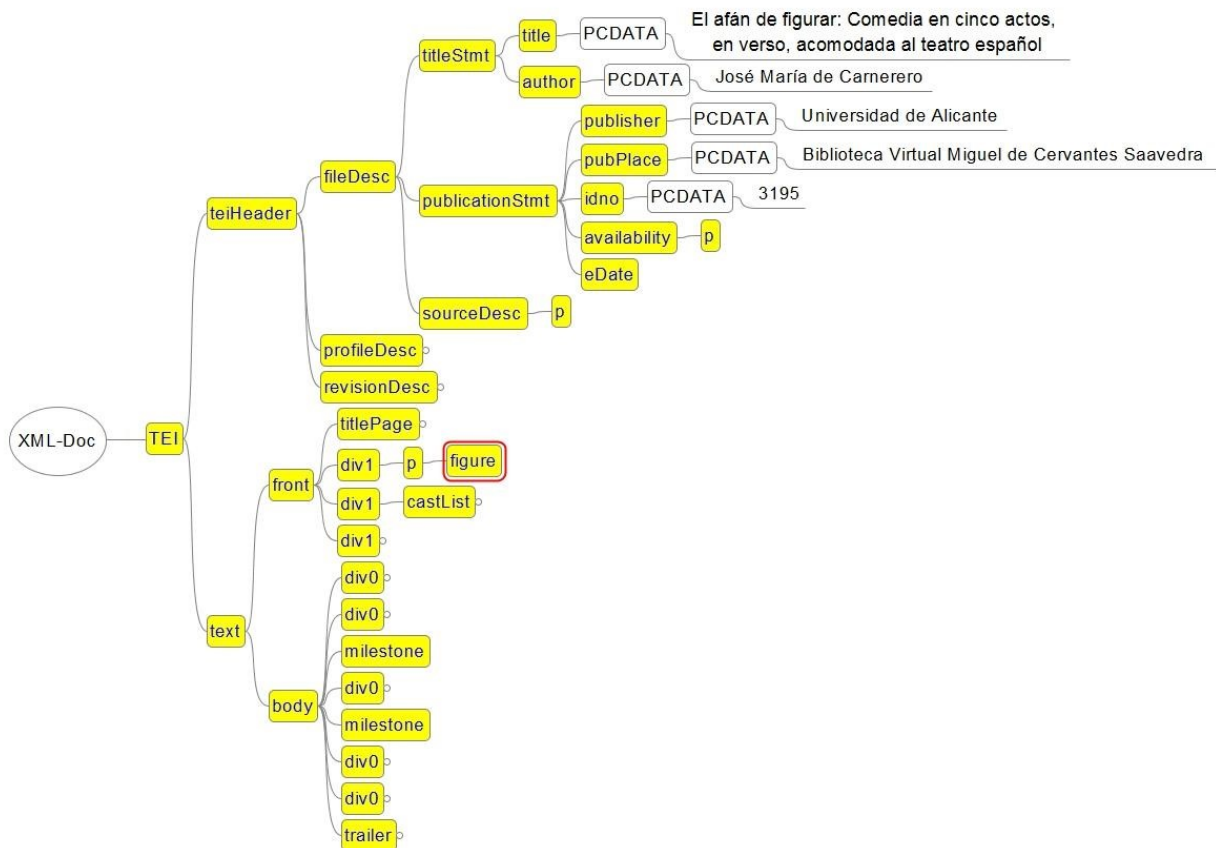 El afán de figurar: Comedia en cinco actos,
en verso, acomodada al teatro español
title PCDATA
titleStmt
author PCDATA José María de Carnerero
publisher PCDATA Universidad de Alicante
pubPlace PCDATA Biblioteca Virtual Miguel de Cervantes Saavedra
fileDesc
publicationStmt idno PCDATA 3195
teiHeader
availability p
eDate
sourceDesc p
profileDesc
revisionDesc
titlePage
XML-Doc TEI
div1 p figure
front
div1 castList
div1
div0
div0
text
milestone
div0
body
milestone
div0
div0
trailer